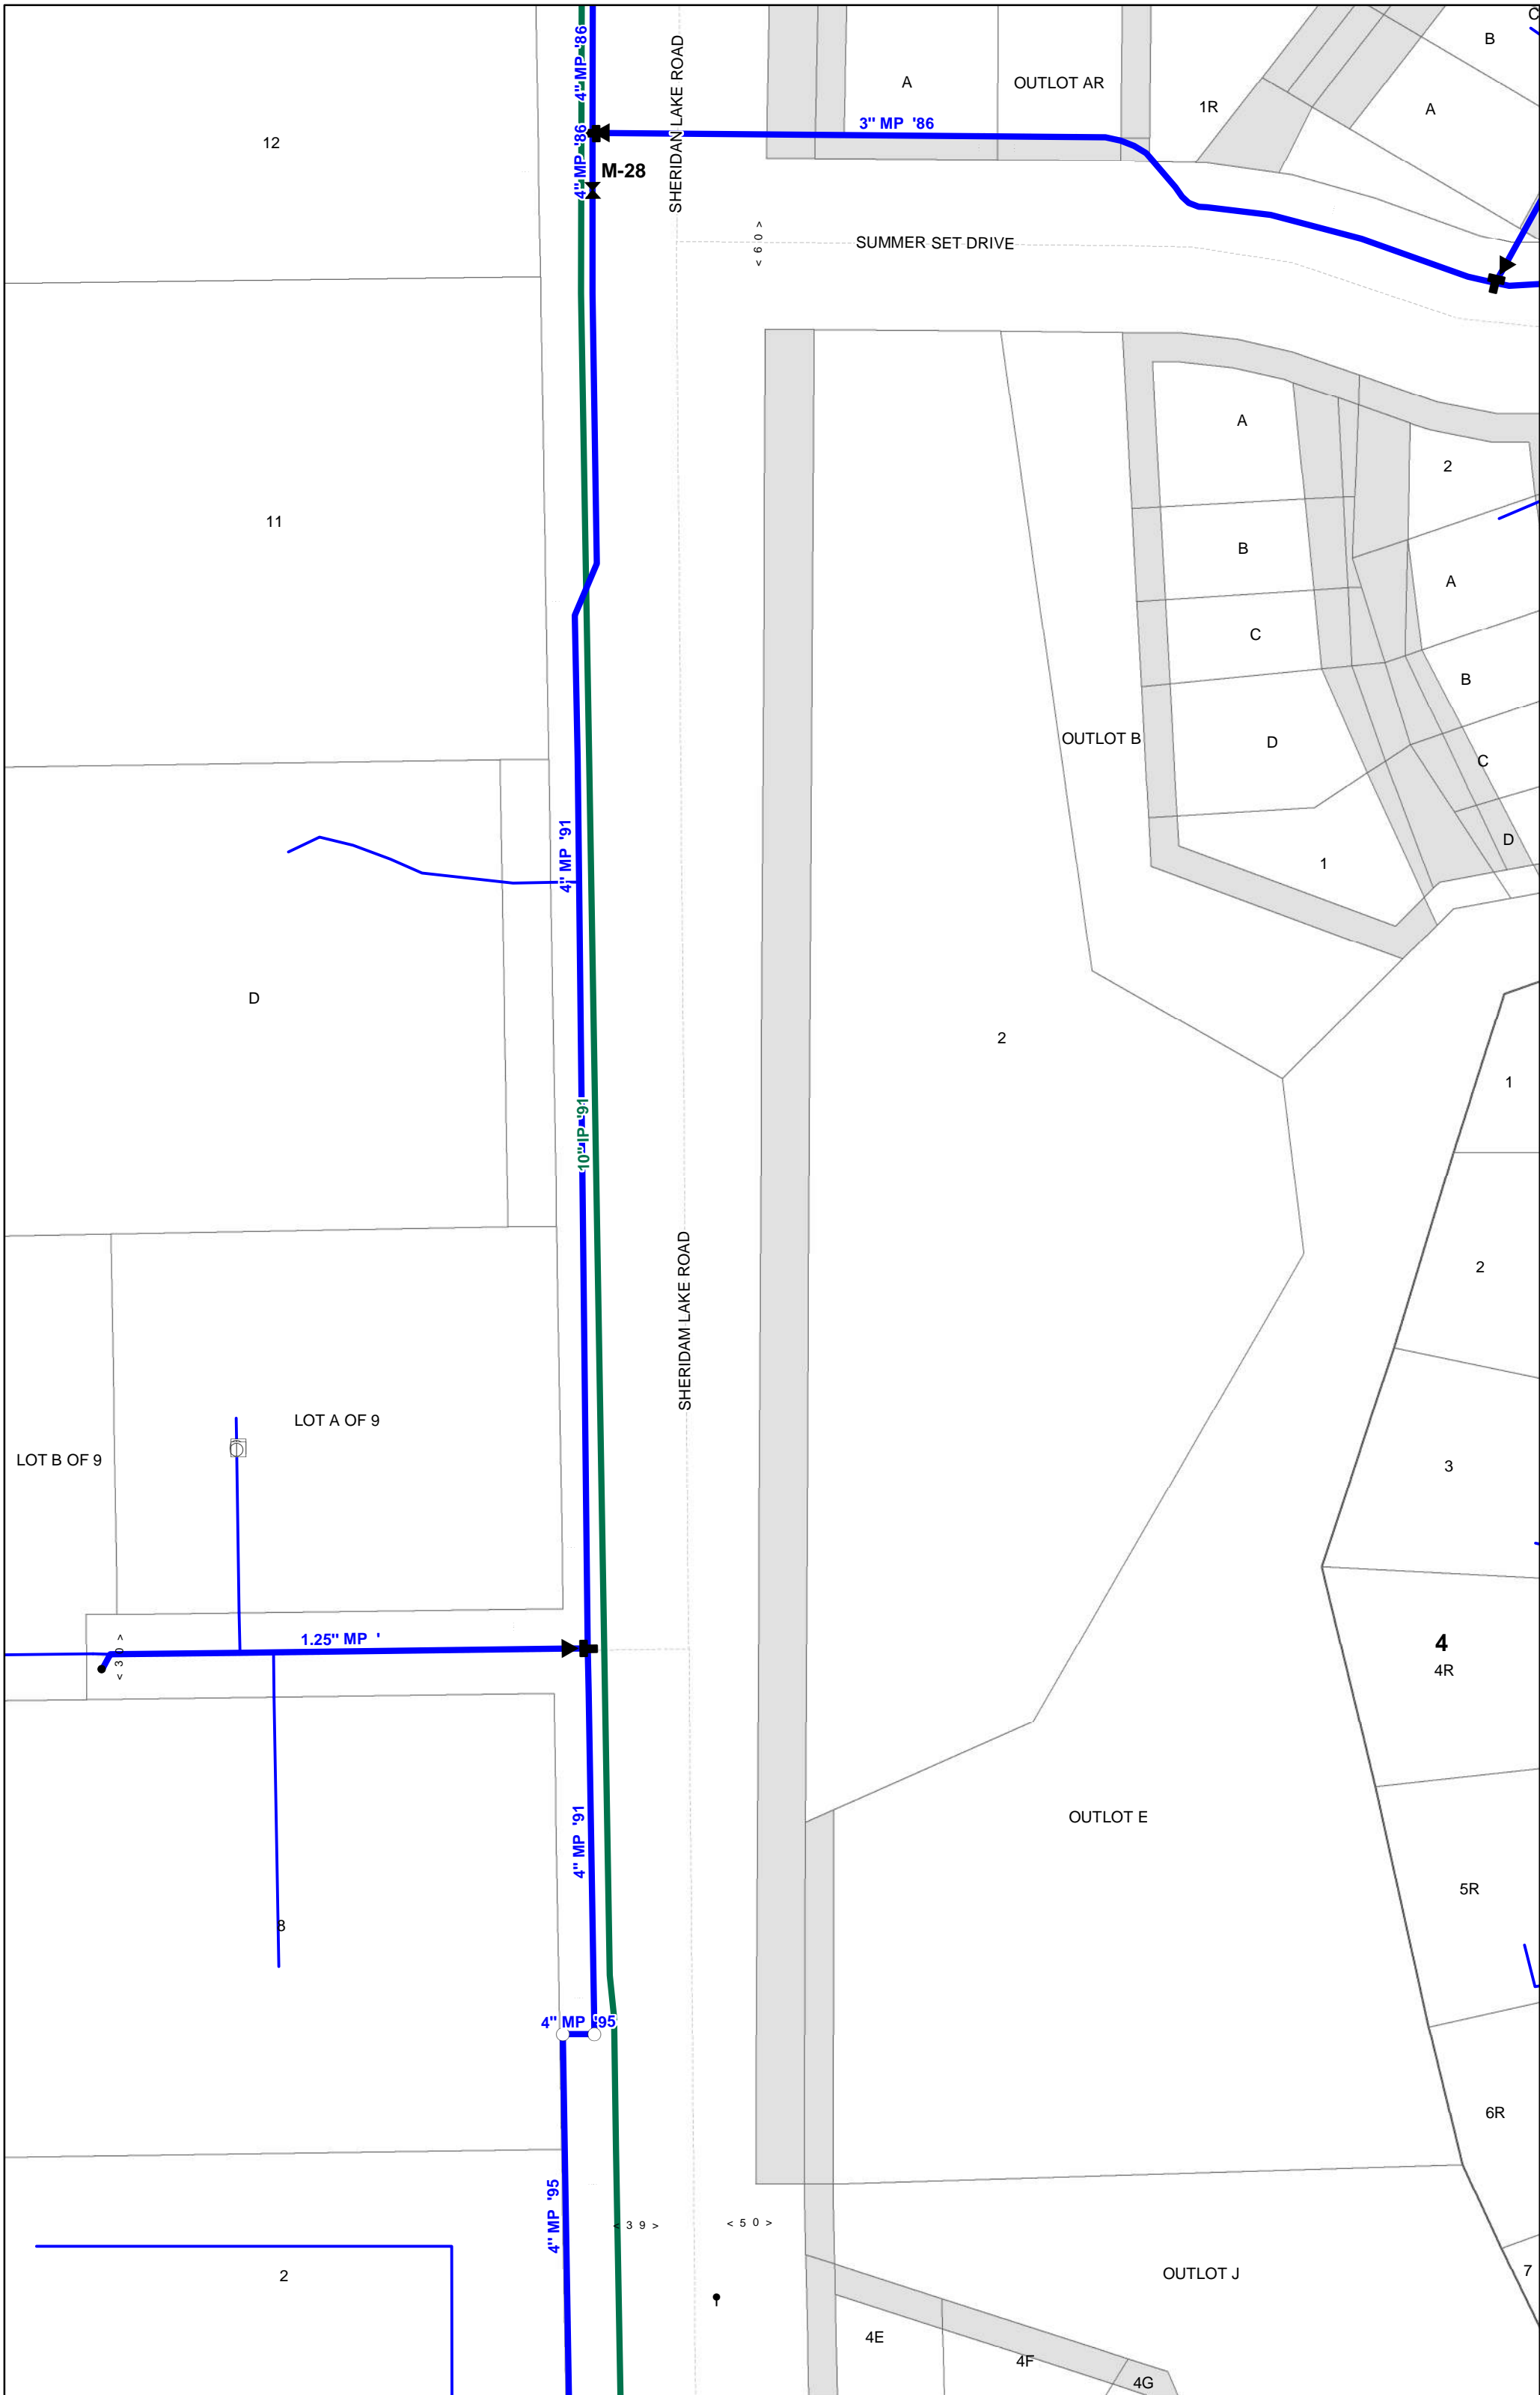 C
B
4" MP '86
SHERIDAN LAKE ROAD
A
OUTLOT AR
1R
A
3" MP '86
12
4" MP '86
M-28
< 6 0 >
SUMMER SET DRIVE
A
2
11
B
A
C
B
OUTLOT B
D
C
4" MP '91
D
1
D
2
1
10" IP '91
2
SHERIDAM LAKE ROAD
LOT A OF 9
LOT B OF 9
3
1.25" MP '
< 3 0 >
4
4R
OUTLOT E
4" MP '91
5R
8
4" MP '95
6R
4" MP '95
< 3 9 >
< 5 0 >
2
OUTLOT J
7
4E
4F
4G